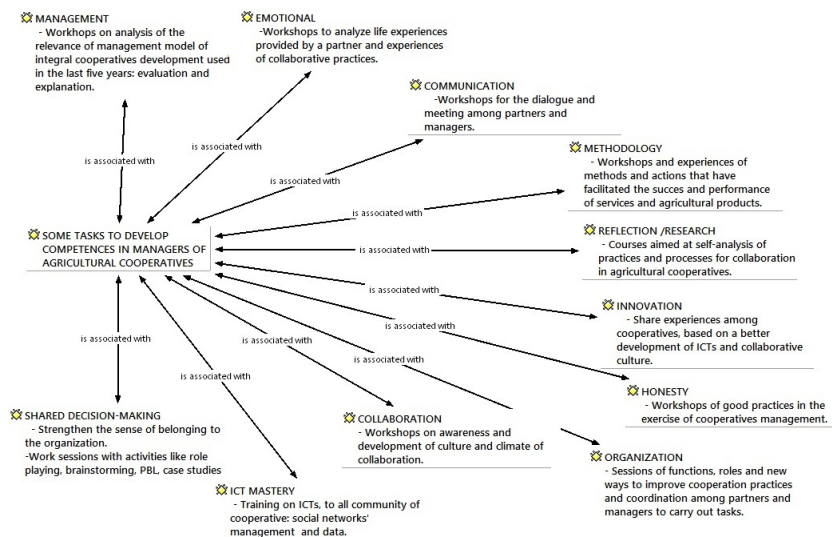 MANAGEMENT
- Workhops on analysis of the
relevance of management model of
integral cooperatives development used
in the last five years: evaluation and
explanation.
EMOTIONAL
-Workshops to analyze life experiences
provided by a partner and experiences
of collaborative practices.
COMMUNICATION
-Workshops for the dialogue and
meeting among partners and
managers.
METHODOLOGY
- Workshops and experiences of
methods and actions that have
facilitated the succes and performance
of services and agricultural products.
REFLECTION /RESEARCH
- Courses aimed at self-analysis of
practices and processes for collaboration
in agricultural cooperatives.
INNOVATION
- Share experiences among
cooperatives, based on a better
development of ICTs and collaborative
culture.
HONESTY
- Workshops of good practices in the
exercise of cooperatives management.
ORGANIZATION
- Sessions of functions, roles and new
ways to improve cooperation practices
and coordination among partners and
managers to carry out tasks.
COLLABORATION
- Workshops on awareness and
development of culture and climate of
collaboration.
ICT MASTERY
- Training on ICTs, to all community of
cooperative: social networks'
management and data.
SHARED DECISION-MAKING
- Strengthen the sense of belonging to
the organization.
-Work sessions with activities like role
playing, brainstorming, PBL, case studies
SOME TASKS TO DEVELOP
COMPETENCES IN MANAGERS OF
AGRICULTURAL COOPERATIVES
is associated with
is associated with
is associated with
is associated with
is associated with
is associated with
is associated with
is associated with
is associated with
is associated with
is associated with